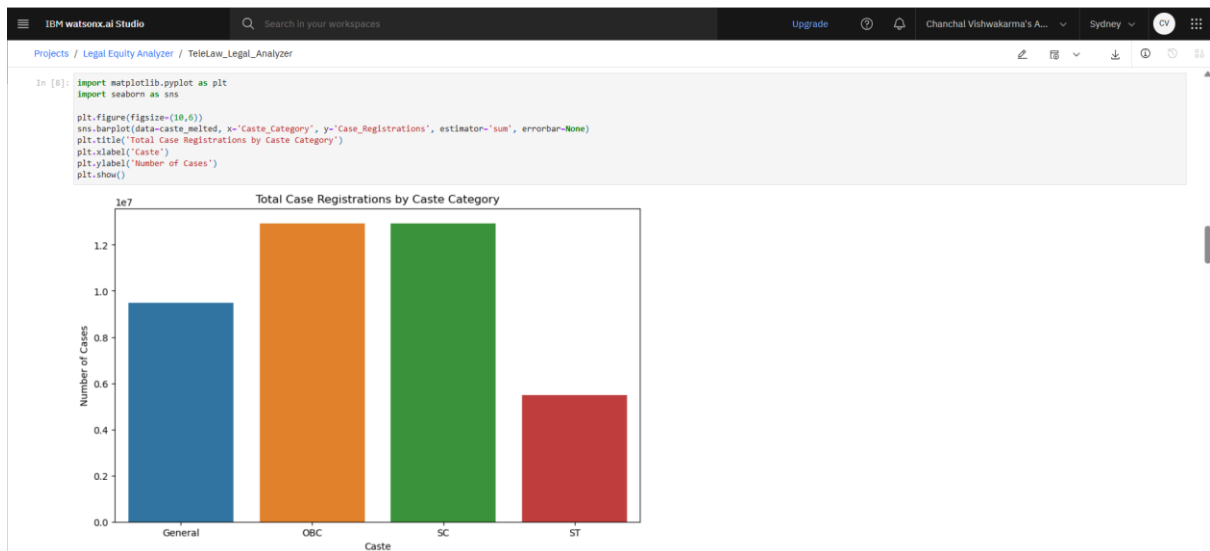 IBM watsonx.ai Studio
Search in your workspaces
Upgrade
Chanchal Vishwakarma's A...
Sydney
CV
Projects / Legal Equity Analyzer / TeleLaw_Legal_Analyzer
In [8]: import matplotlib.pyplot as plt
import seaborn as sns
plt.figure(figsize=(10,6))
sns.barplot(data=caste_melted, x='Caste_Category', y='Case_Registrations', estimator='sum', errorbar=None)
plt.title('Total Case Registrations by Caste Category')
plt.xlabel('Caste')
plt.ylabel('Number of Cases')
plt.show()
Total Case Registrations by Caste Category
1e7
1.2
1.0
0.8
0.6
0.4
0.2
0.0
Number of Cases
General OBC SC ST
Caste